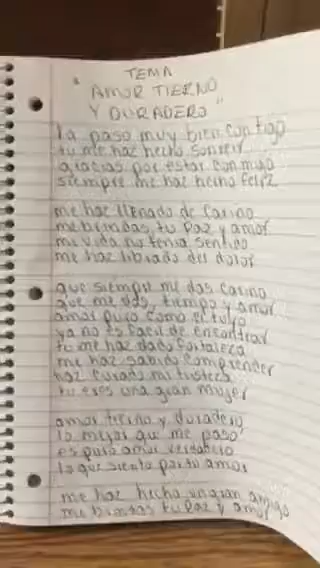 TEMA
"AMOR TIERNO
Y DURADERO"
la paso muy bien contigo
tu me haz hecho sonreir
gracias por estar conmigo
siempre me haz hecho feliz
me haz llenado de cariño
me brindas tu Paz y amor
mi vida no tenia sentido
me haz librado del dolor
que siempre me das cariño
que me das tiempo y amor
amor puro como el tuyo
ya no es facil de encontrar
tu me haz dado fortaleza
me haz sabido comprender
haz curado mi tristeza
tu eres una gran mujer
amor tierno y duradero
lo mejor que me paso
es puro amor verdadero
lo que siento por tu amor
me haz hecho un gran amigo
me brindas tu Paz y